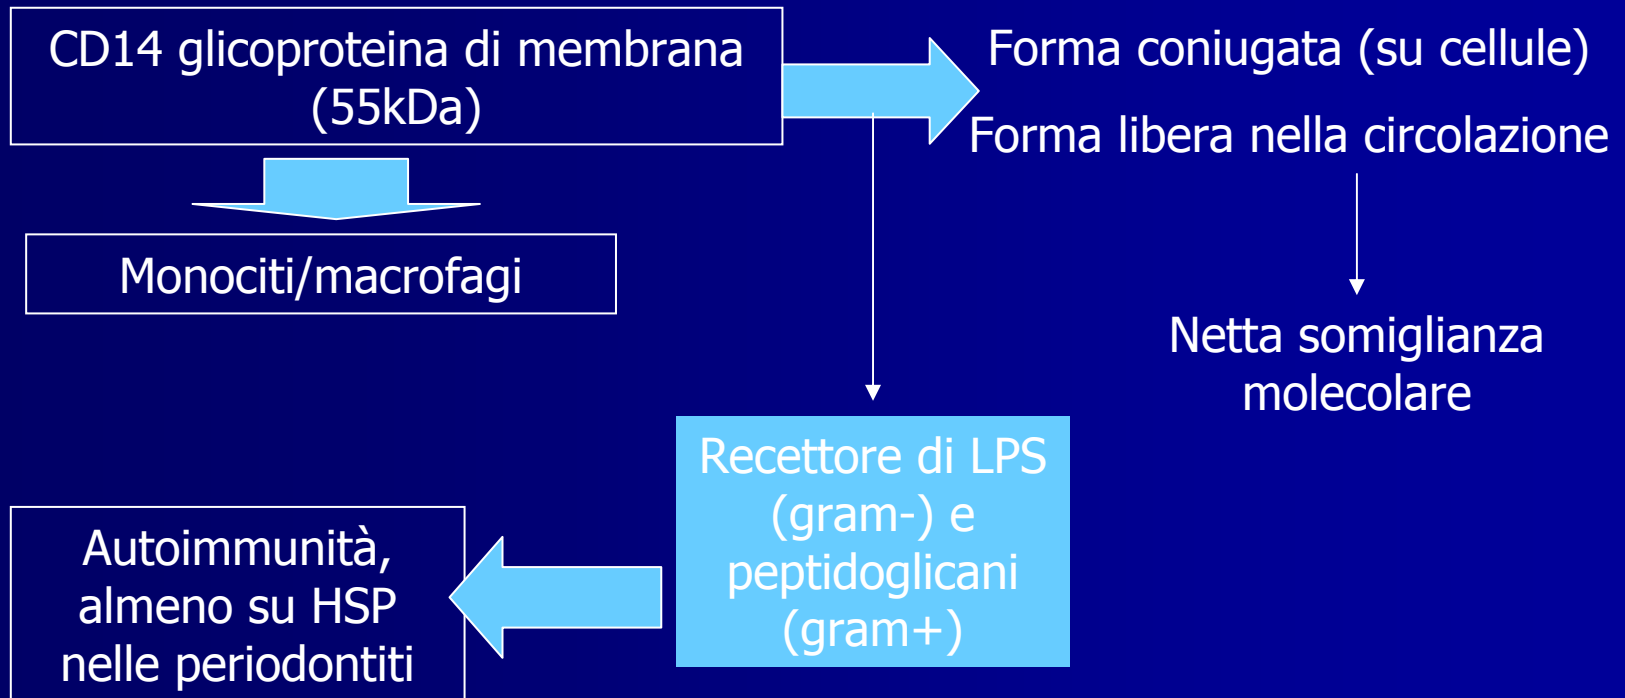 CD14 glicoproteina di membrana
(55kDa)
Forma coniugata (su cellule)
Forma libera nella circolazione
Monociti/macrofagi
Netta somiglianza
molecolare
Recettore di LPS
(gram-) e
peptidoglicani
(gram+)
Autoimmunità,
almeno su HSP
nelle periodontiti